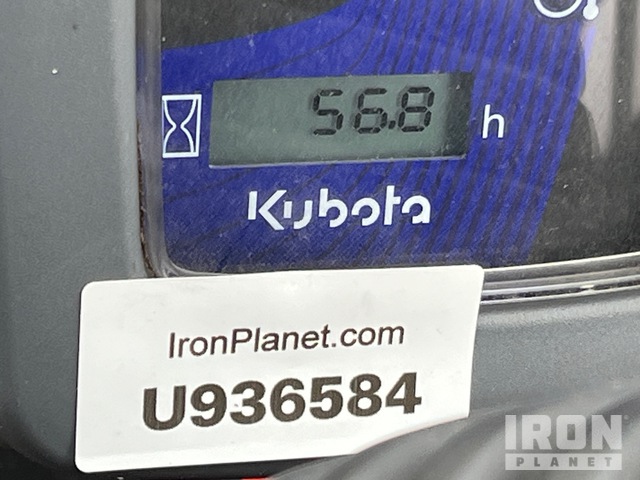 56.8 h
Kubota
IronPlanet.com
U936584
IRON
PLANET